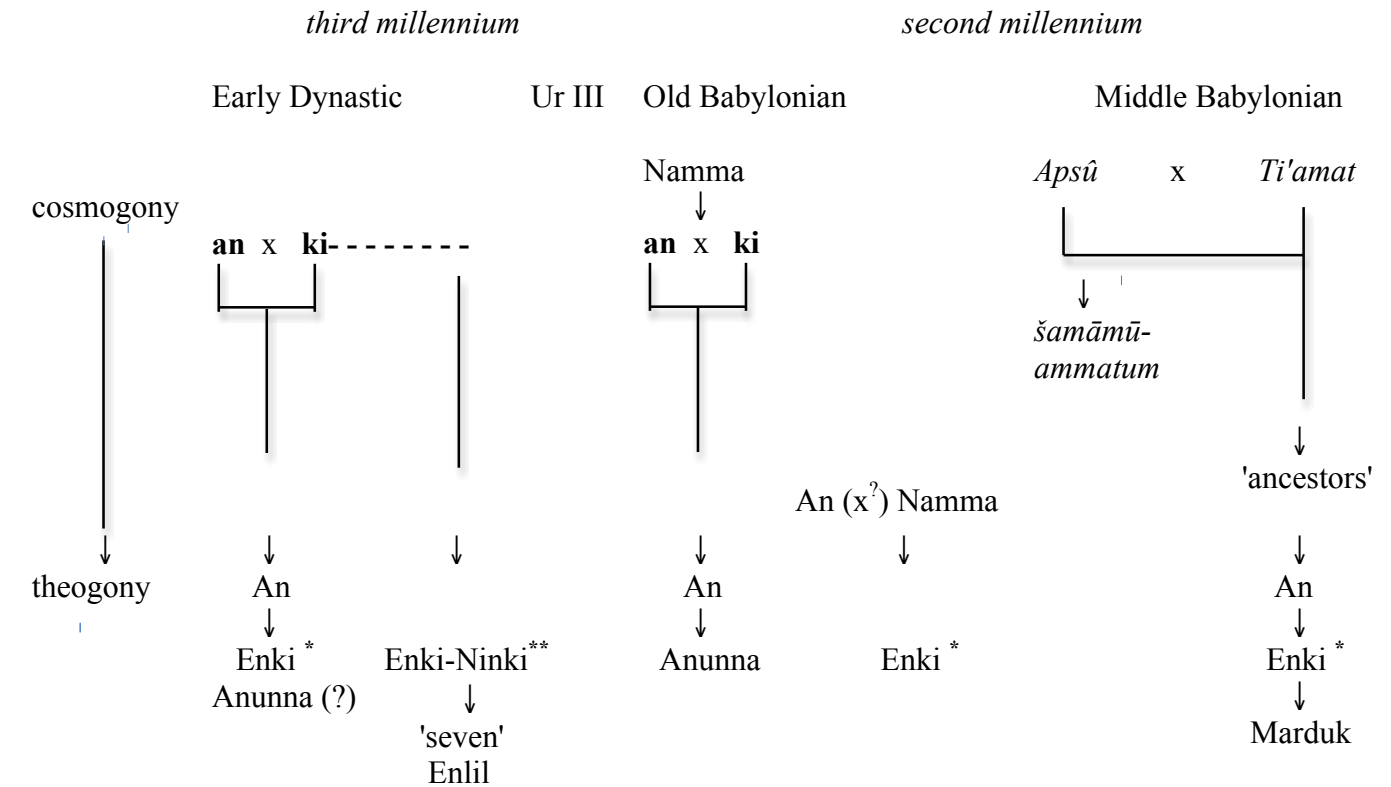 third millennium second millennium
Early Dynastic Ur III Old Babylonian Middle Babylonian
Namma Apsû x Ti'amat
cosmogony
an x ki- - - - - - - - an x ki
šamāmū-
ammatum
'ancestors'
An (x?) Namma
theogony An An An
Enki * Enki-Ninki** Anunna Enki * Enki *
Anunna (?)
'seven' Marduk
Enlil